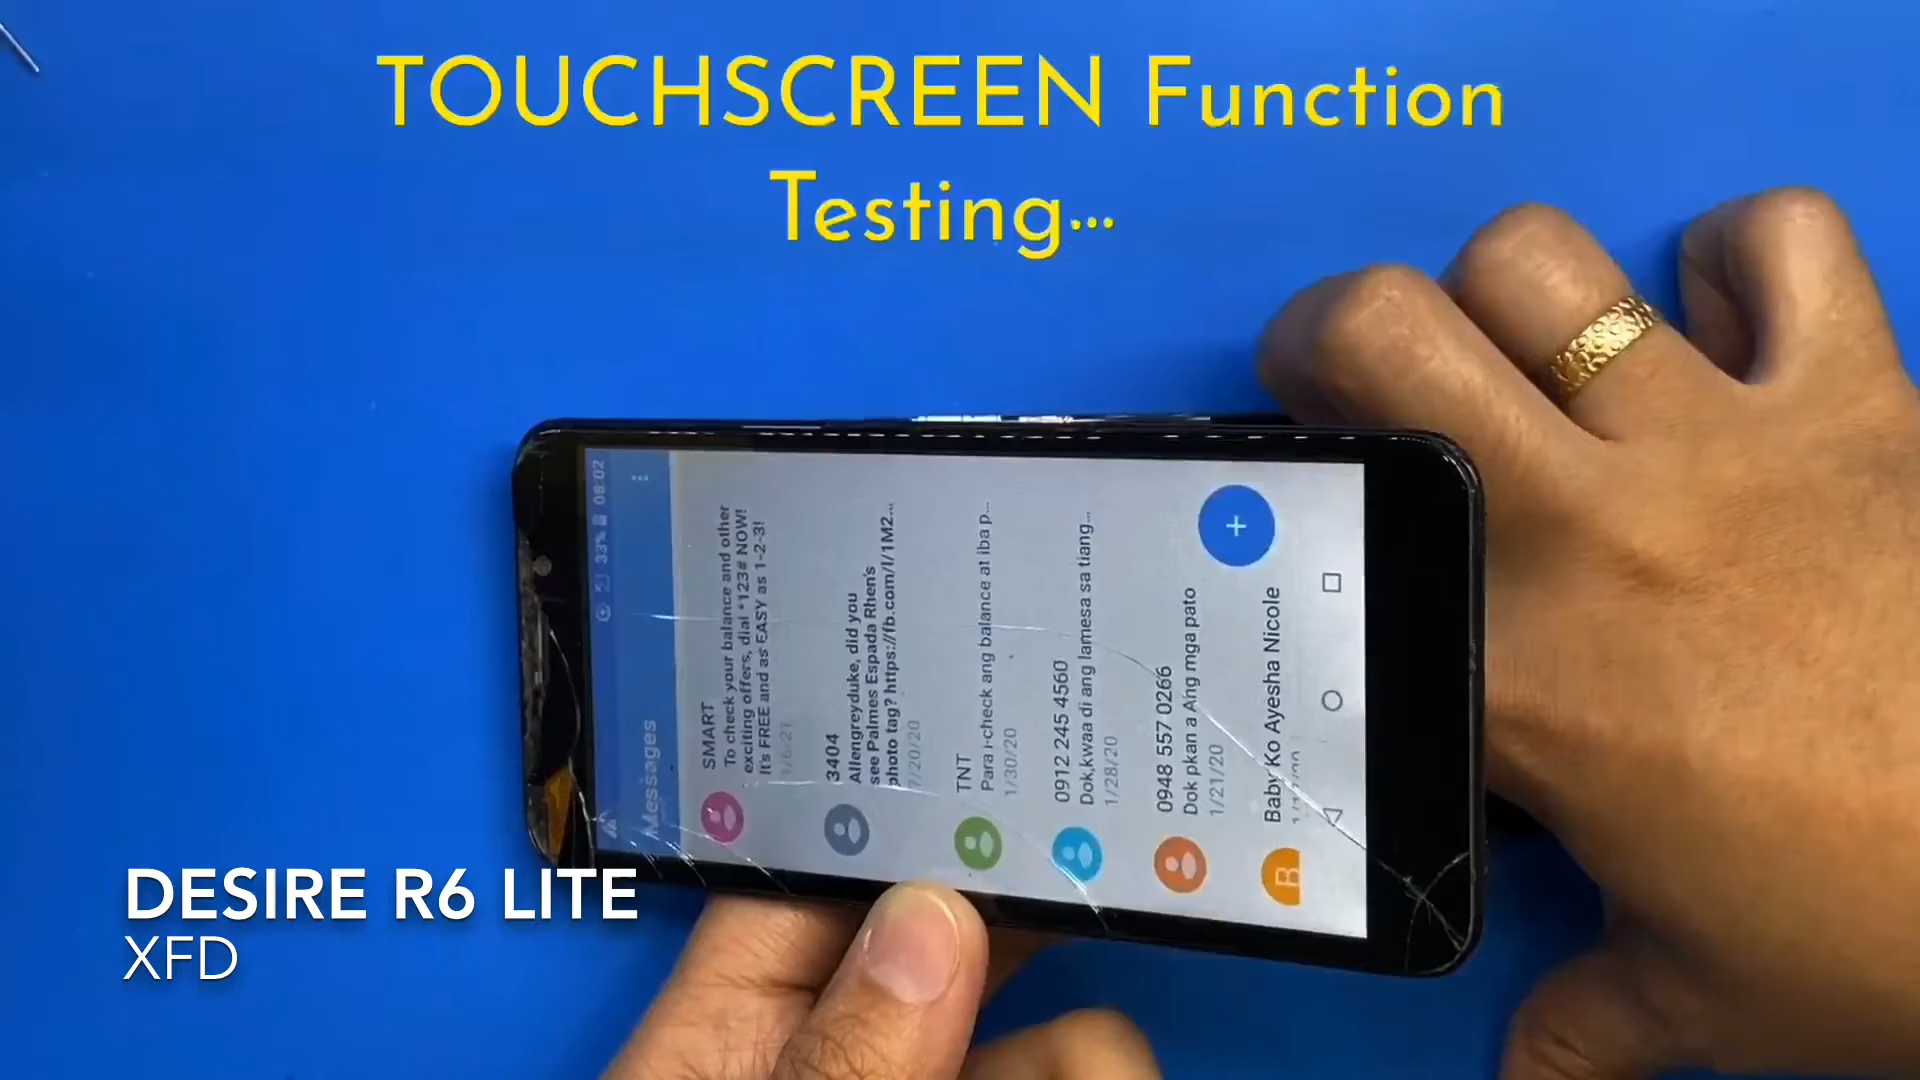 TOUCHSCREEN Function
Testing...
08:02
33%
Messages
SMART
To check your balance and other
exciting offers, dial *123# NOW!
It's FREE and as EASY as 1-2-3!
1/6/21
3404
Allengreyduke, did you
see Palmes Espada Rhen's
photo tag? https://fb.com/l/1M2...
7/20/20
TNT
Para i-check ang balance at iba p...
1/30/20
0912 245 4560
Dok,kwaa di ang lamesa sa tiang...
1/28/20
0948 557 0266
Dok pkan a Ang mga pato
1/21/20
B
Baby Ko Ayesha Nicole
DESIRE R6 LITE
XFD